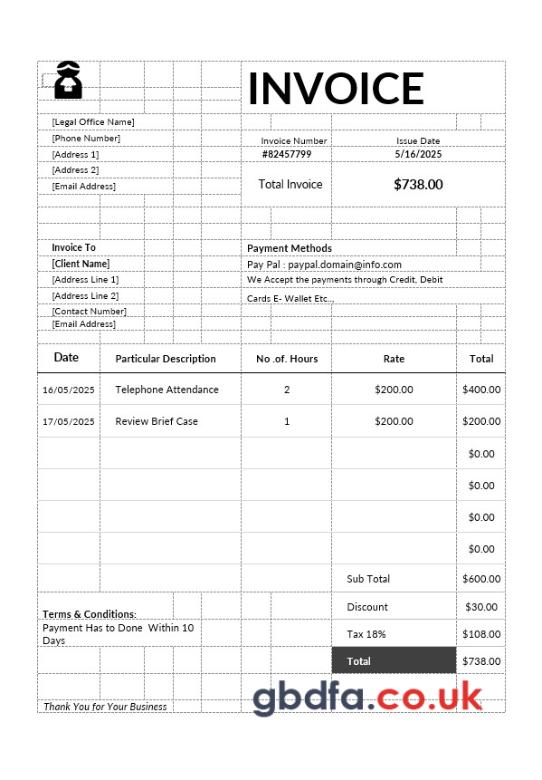 INVOICE
[Legal Office Name]
[Phone Number]
Invoice Number Issue Date
[Address 1]
#82457799 5/16/2025
[Address 2]
[Email Address]
Total Invoice $738.00
Invoice To Payment Methods
[Client Name] Pay Pal : paypal.domain@info.com
[Address Line 1] We Accept the payments through Credit, Debit
[Address Line 2] Cards E- Wallet Etc...
[Contact Number]
[Email Address]
Date Particular Description No .of. Hours Rate Total
16/05/2025 Telephone Attendance 2 $200.00 $400.00
17/05/2025 Review Brief Case 1 $200.00 $200.00
$0.00
$0.00
$0.00
$0.00
Sub Total $600.00
Discount $30.00
Terms & Conditions:
Payment Has to Done Within 10
Days
Tax 18% $108.00
Total $738.00
Thank You for Your Business
gbdfa.co.uk